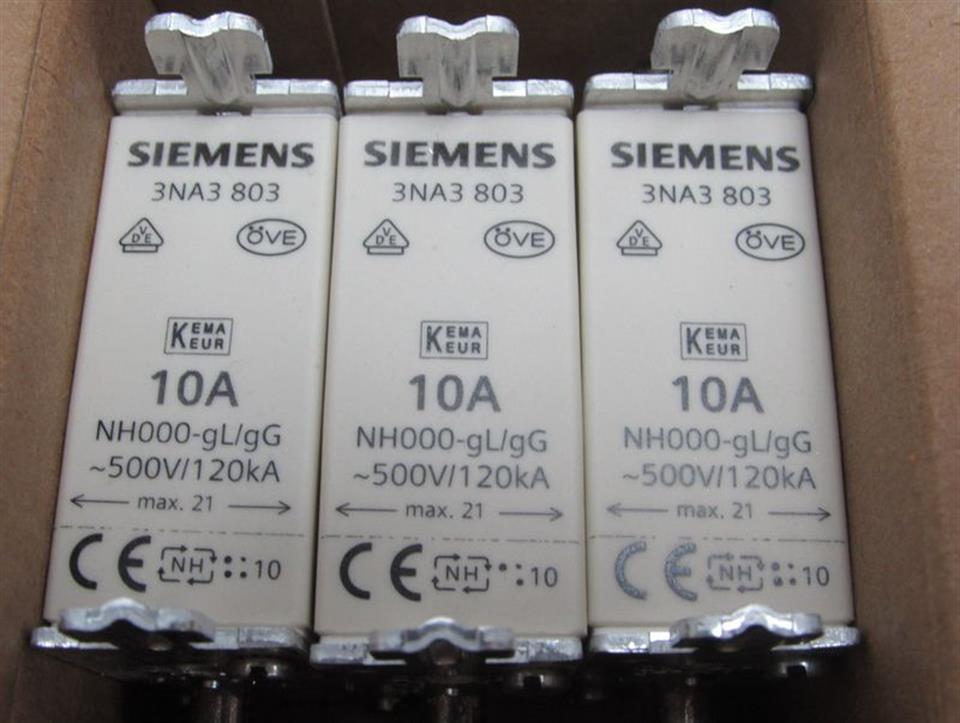 SIEMENS
3NA3 803
VDE ÖVE
KEMA
KEUR
10A
NH000-gL/gG
~500V/120kA
max. 21
CE NH 10
SIEMENS
3NA3 803
VDE ÖVE
KEMA
KEUR
10A
NH000-gL/gG
~500V/120kA
max. 21
CE NH 10
SIEMENS
3NA3 803
VDE ÖVE
KEMA
KEUR
10A
NH000-gL/gG
~500V/120kA
max. 21
CE NH 10